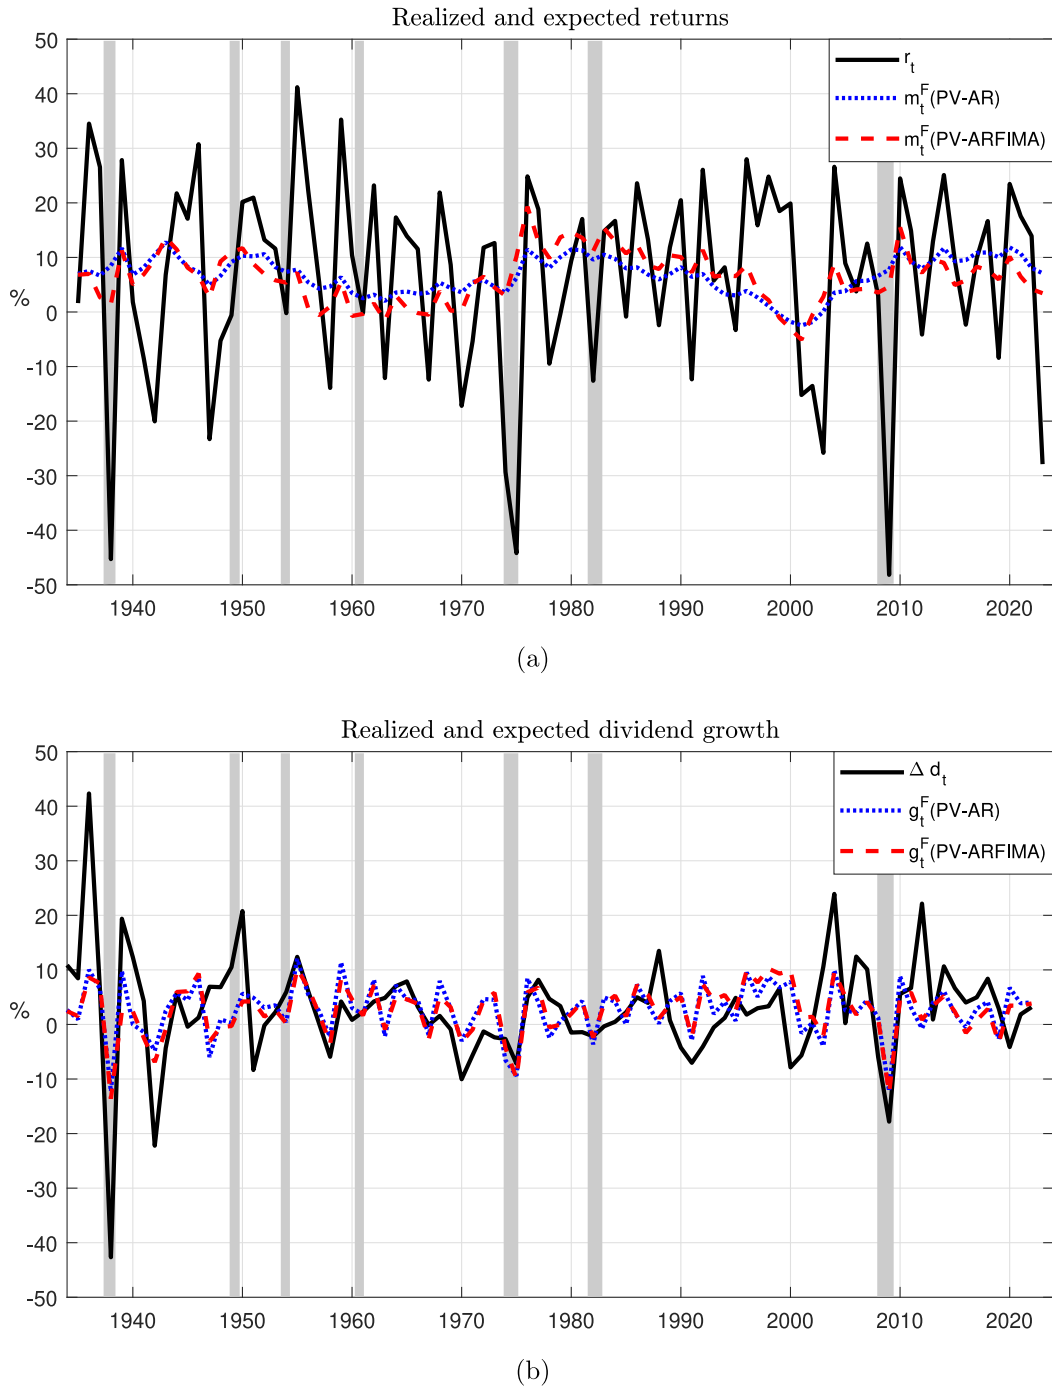 Realized and expected returns
50
40
30
20
10
0
-10
-20
-30
-40
-50
%
r_t
m_t^F(PV-AR)
m_t^F(PV-ARFIMA)
1940 1950 1960 1970 1980 1990 2000 2010 2020
(a)
Realized and expected dividend growth
50
40
30
20
10
0
-10
-20
-30
-40
-50
%
Δ d_t
g_t^F(PV-AR)
g_t^F(PV-ARFIMA)
1940 1950 1960 1970 1980 1990 2000 2010 2020
(b)